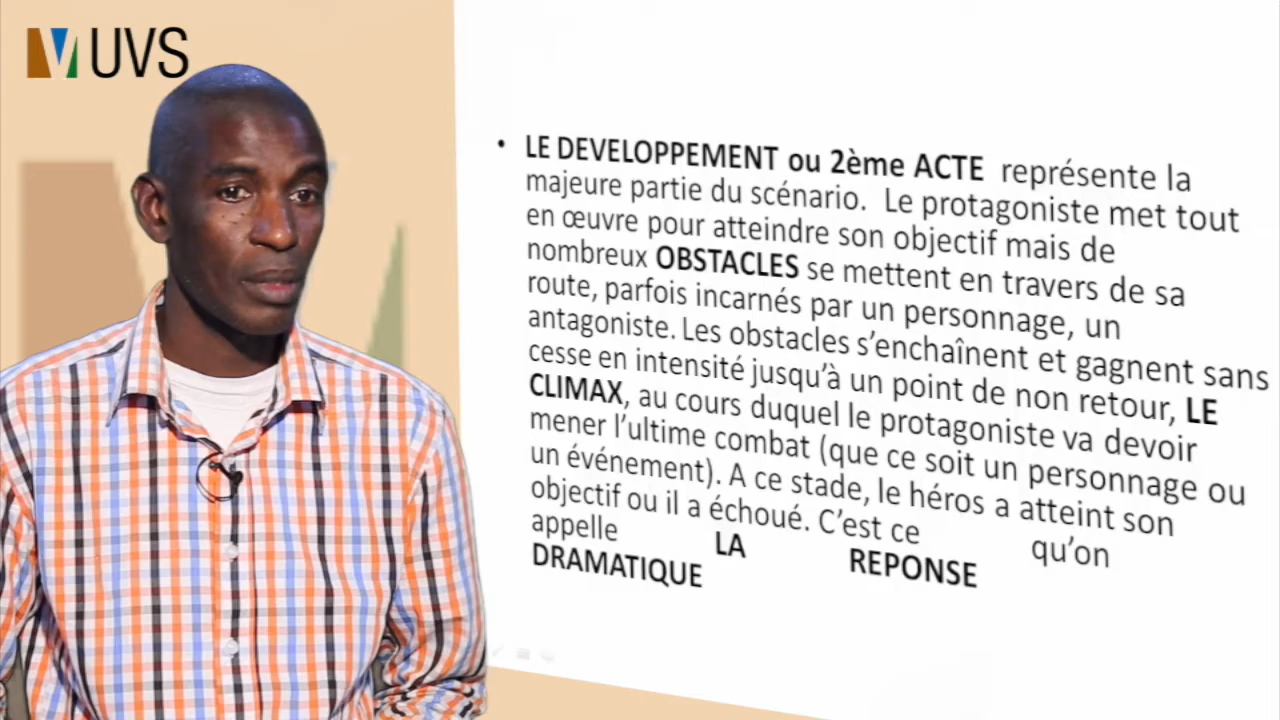 UVS
• LE DEVELOPPEMENT ou 2ème ACTE représente la
majeure partie du scénario. Le protagoniste met tout
en œuvre pour atteindre son objectif mais de
nombreux OBSTACLES se mettent en travers de sa
route, parfois incarnés par un personnage, un
antagoniste. Les obstacles s’enchaînent et gagnent sans
cesse en intensité jusqu’à un point de non retour, LE
CLIMAX, au cours duquel le protagoniste va devoir
mener l’ultime combat (que ce soit un personnage ou
un événement). A ce stade, le héros a atteint son
objectif ou il a échoué. C’est ce qu’on
appelle LA REPONSE
DRAMATIQUE